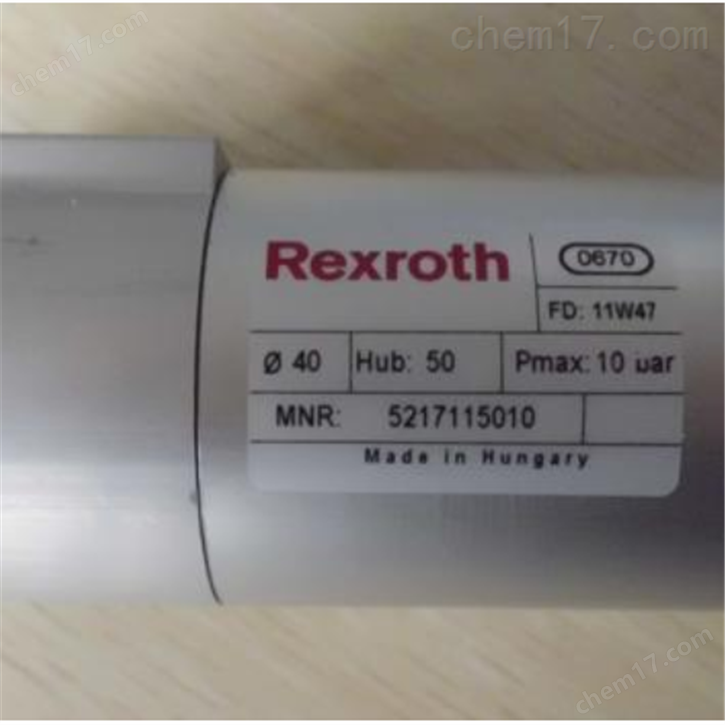 chem17.com
chem17.com
Rexroth
0670
FD: 11W47
Ø 40 Hub: 50 Pmax: 10 bar
MNR: 5217115010
Made in Hungary
chem17.com